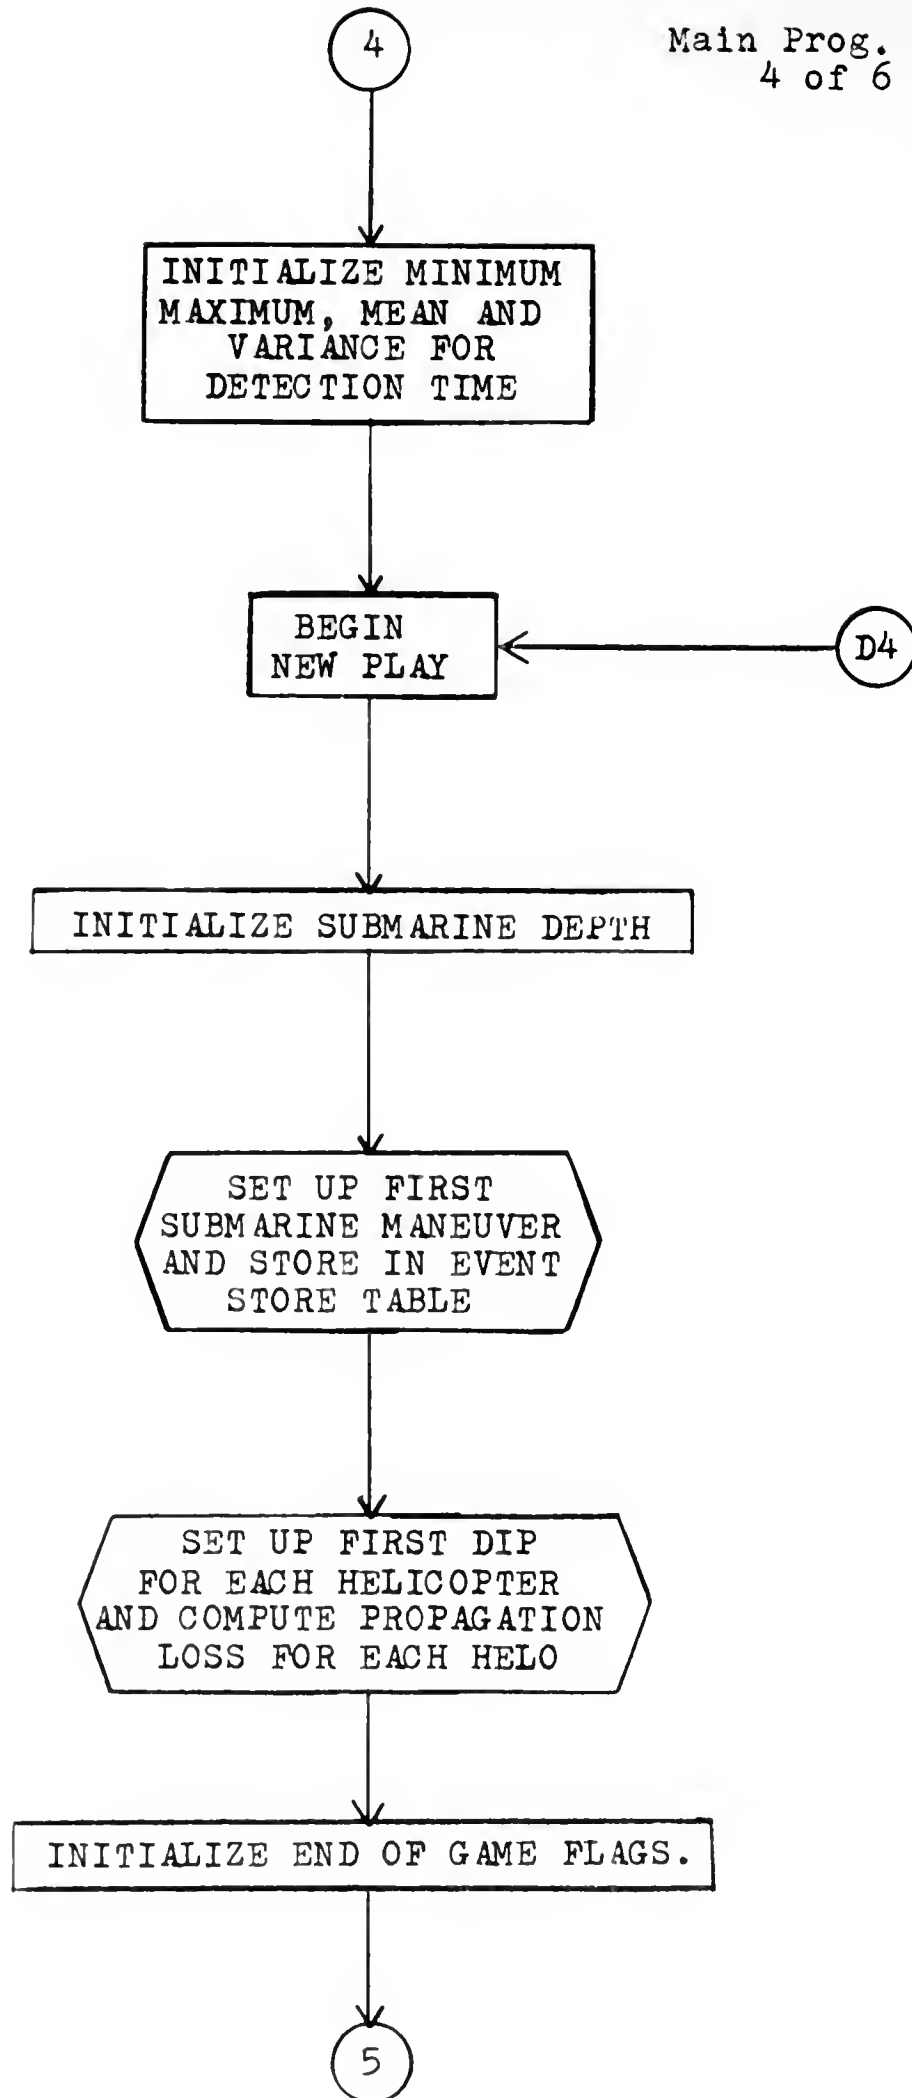 4
Main Prog.
4 of 6
INITIALIZE MINIMUM
MAXIMUM, MEAN AND
VARIANCE FOR
DETECTION TIME
BEGIN
NEW PLAY
D4
INITIALIZE SUBMARINE DEPTH
SET UP FIRST
SUBMARINE MANEUVER
AND STORE IN EVENT
STORE TABLE
SET UP FIRST DIP
FOR EACH HELICOPTER
AND COMPUTE PROPAGATION
LOSS FOR EACH HELO
INITIALIZE END OF GAME FLAGS.
5